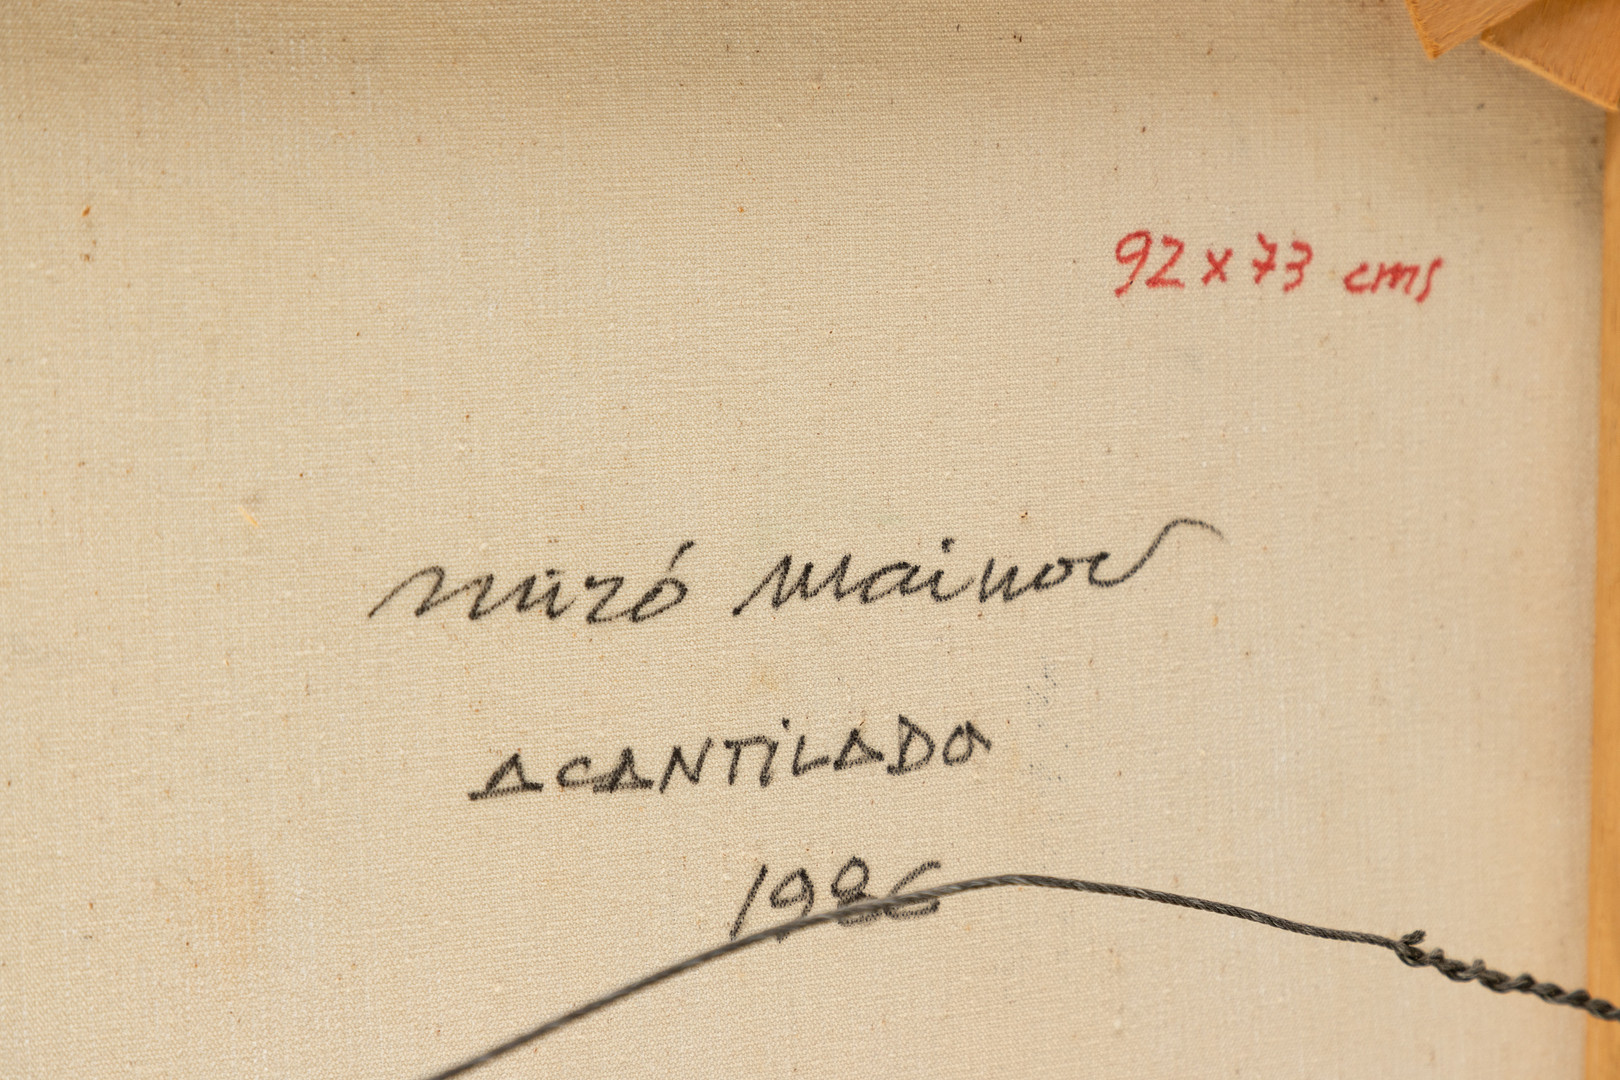 92 x 73 cms
miró mainou
ACANTiLADO
1986